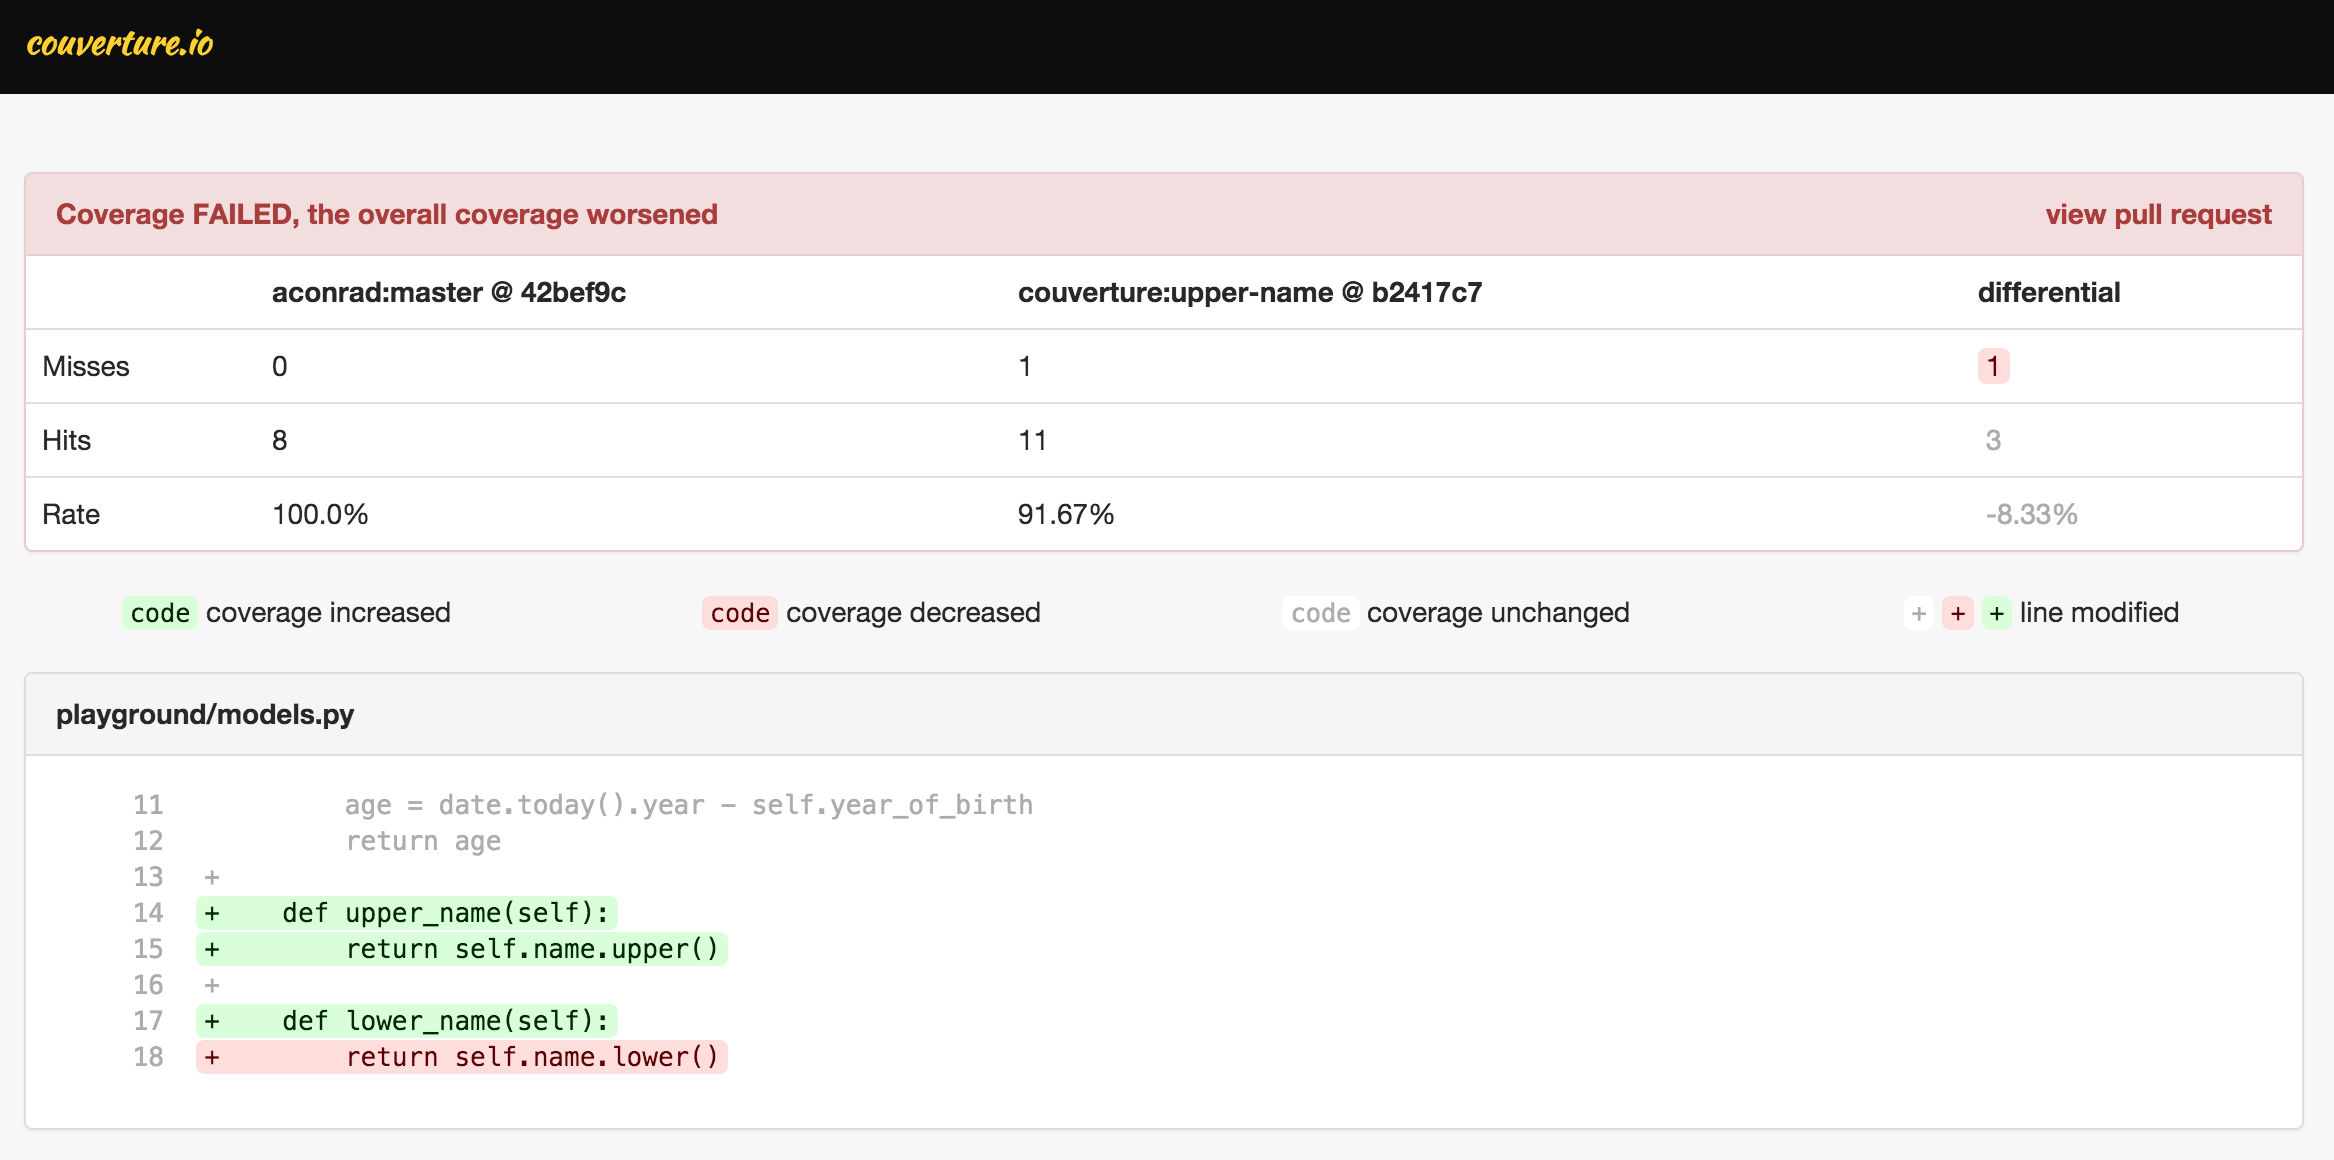 couverture.io
Coverage FAILED, the overall coverage worsened view pull request
aconrad:master @ 42bef9c couverture:upper-name @ b2417c7 differential
Misses 0 1 1
Hits 8 11 3
Rate 100.0% 91.67% -8.33%
code coverage increased code coverage decreased code coverage unchanged + + + line modified
playground/models.py
11         age = date.today().year - self.year_of_birth
12         return age
13 +
14 +    def upper_name(self):
15 +        return self.name.upper()
16 +
17 +    def lower_name(self):
18 +        return self.name.lower()